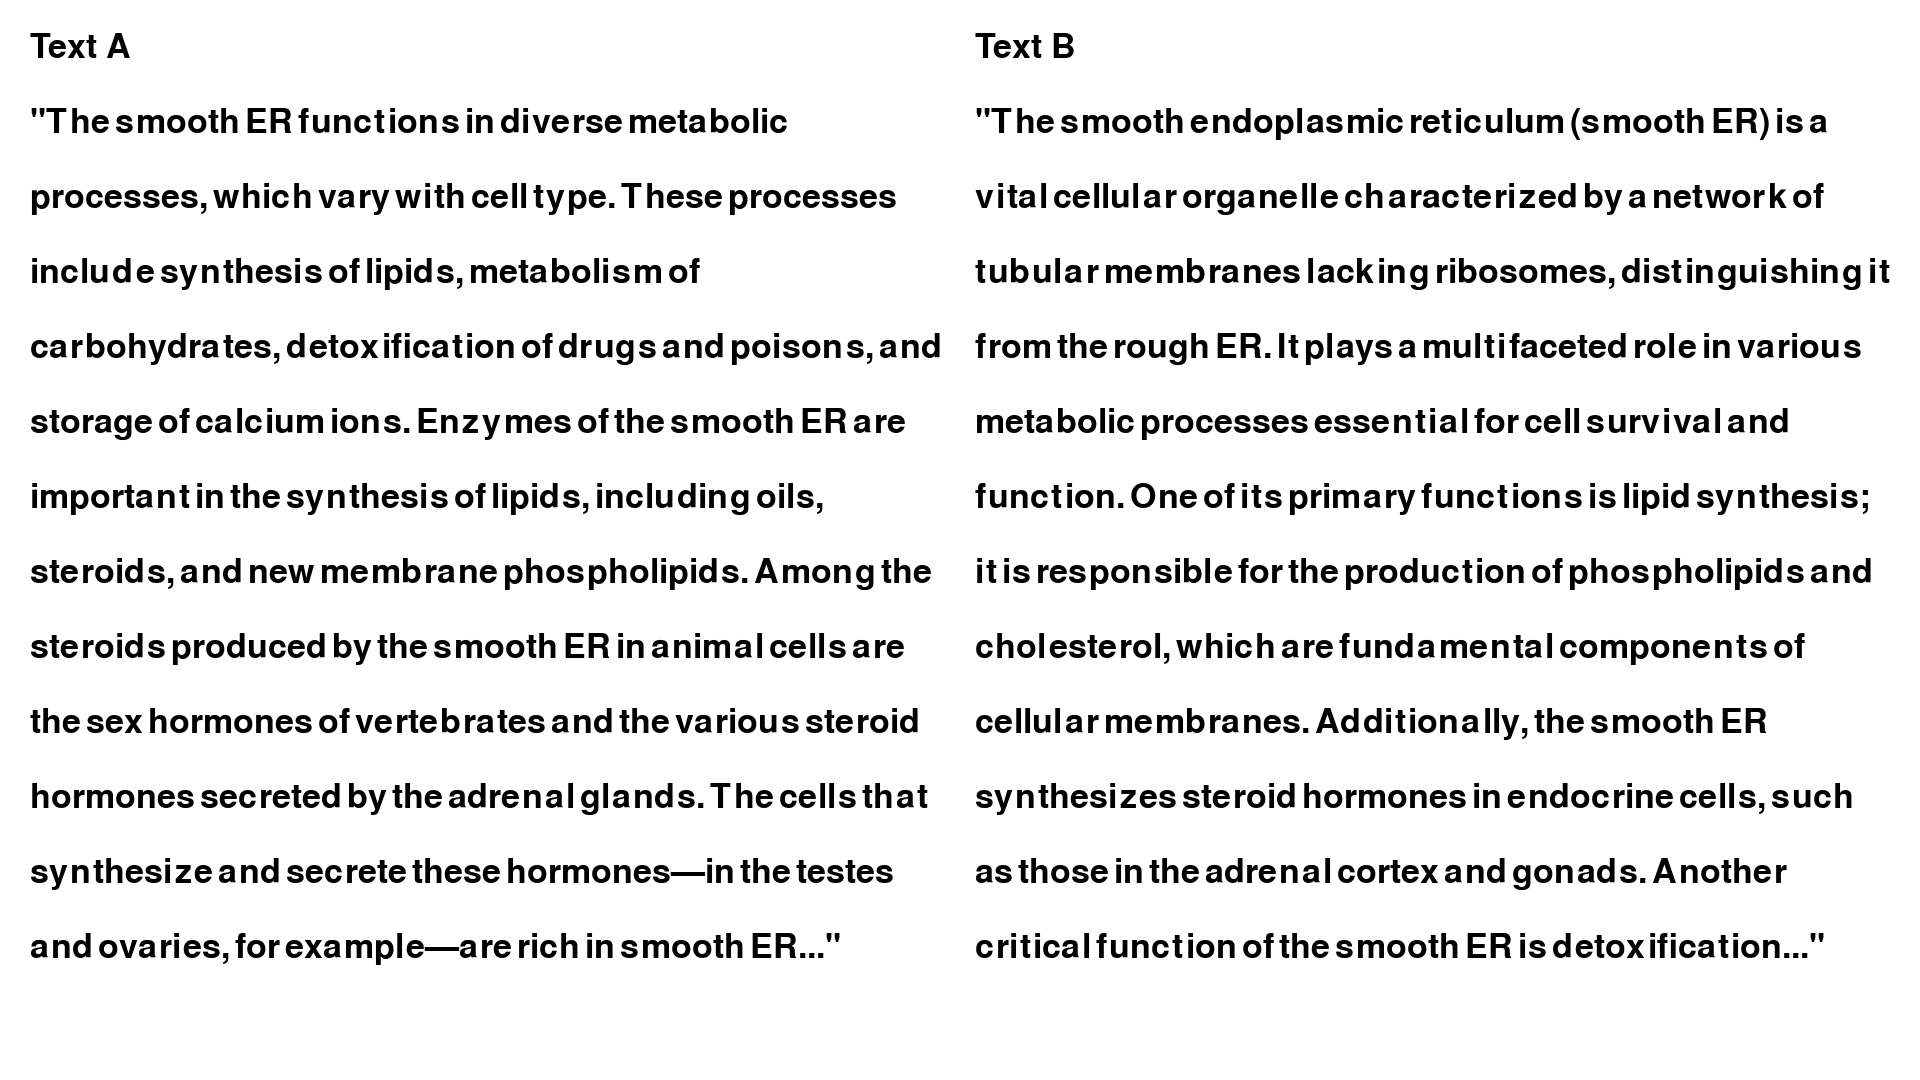 Text A
"The smooth ER functions in diverse metabolic
processes, which vary with cell type. These processes
include synthesis of lipids, metabolism of
carbohydrates, detoxification of drugs and poisons, and
storage of calcium ions. Enzymes of the smooth ER are
important in the synthesis of lipids, including oils,
steroids, and new membrane phospholipids. Among the
steroids produced by the smooth ER in animal cells are
the sex hormones of vertebrates and the various steroid
hormones secreted by the adrenal glands. The cells that
synthesize and secrete these hormones—in the testes
and ovaries, for example—are rich in smooth ER..."
Text B
"The smooth endoplasmic reticulum (smooth ER) is a
vital cellular organelle characterized by a network of
tubular membranes lacking ribosomes, distinguishing it
from the rough ER. It plays a multifaceted role in various
metabolic processes essential for cell survival and
function. One of its primary functions is lipid synthesis;
it is responsible for the production of phospholipids and
cholesterol, which are fundamental components of
cellular membranes. Additionally, the smooth ER
synthesizes steroid hormones in endocrine cells, such
as those in the adrenal cortex and gonads. Another
critical function of the smooth ER is detoxification..."